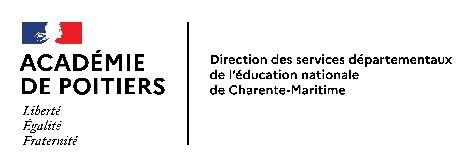 ACADÉMIE
DE POITIERS
Liberté
Égalité
Fraternité
Direction des services départementaux
de l'éducation nationale
de Charente-Maritime